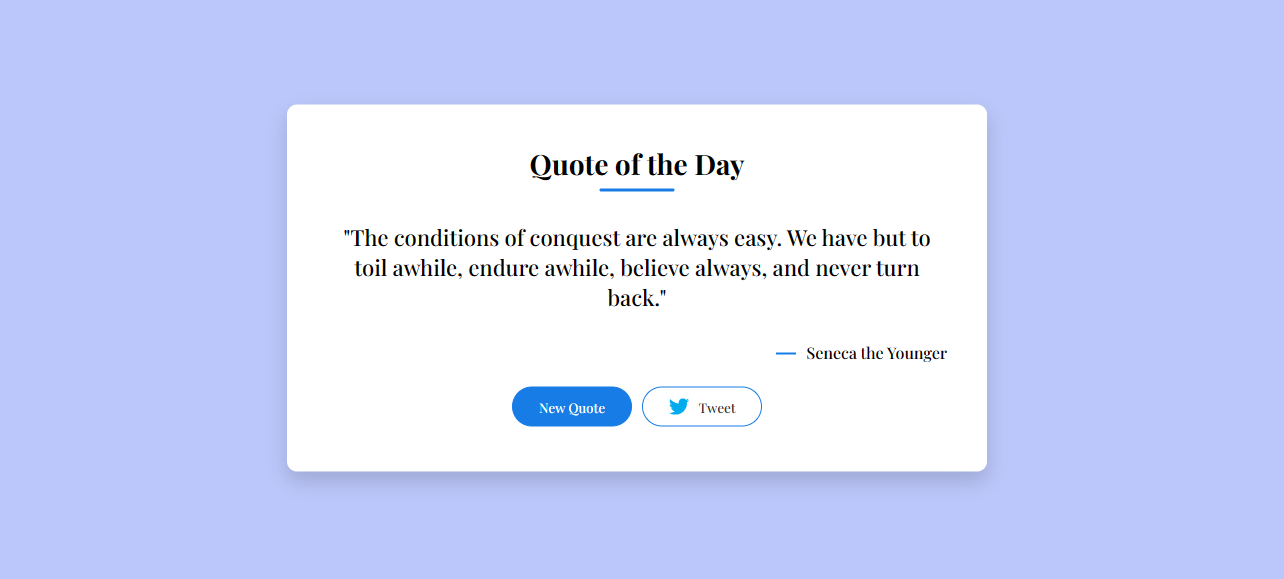 Quote of the Day
"The conditions of conquest are always easy. We have but to
toil awhile, endure awhile, believe always, and never turn
back."
Seneca the Younger
New Quote
Tweet